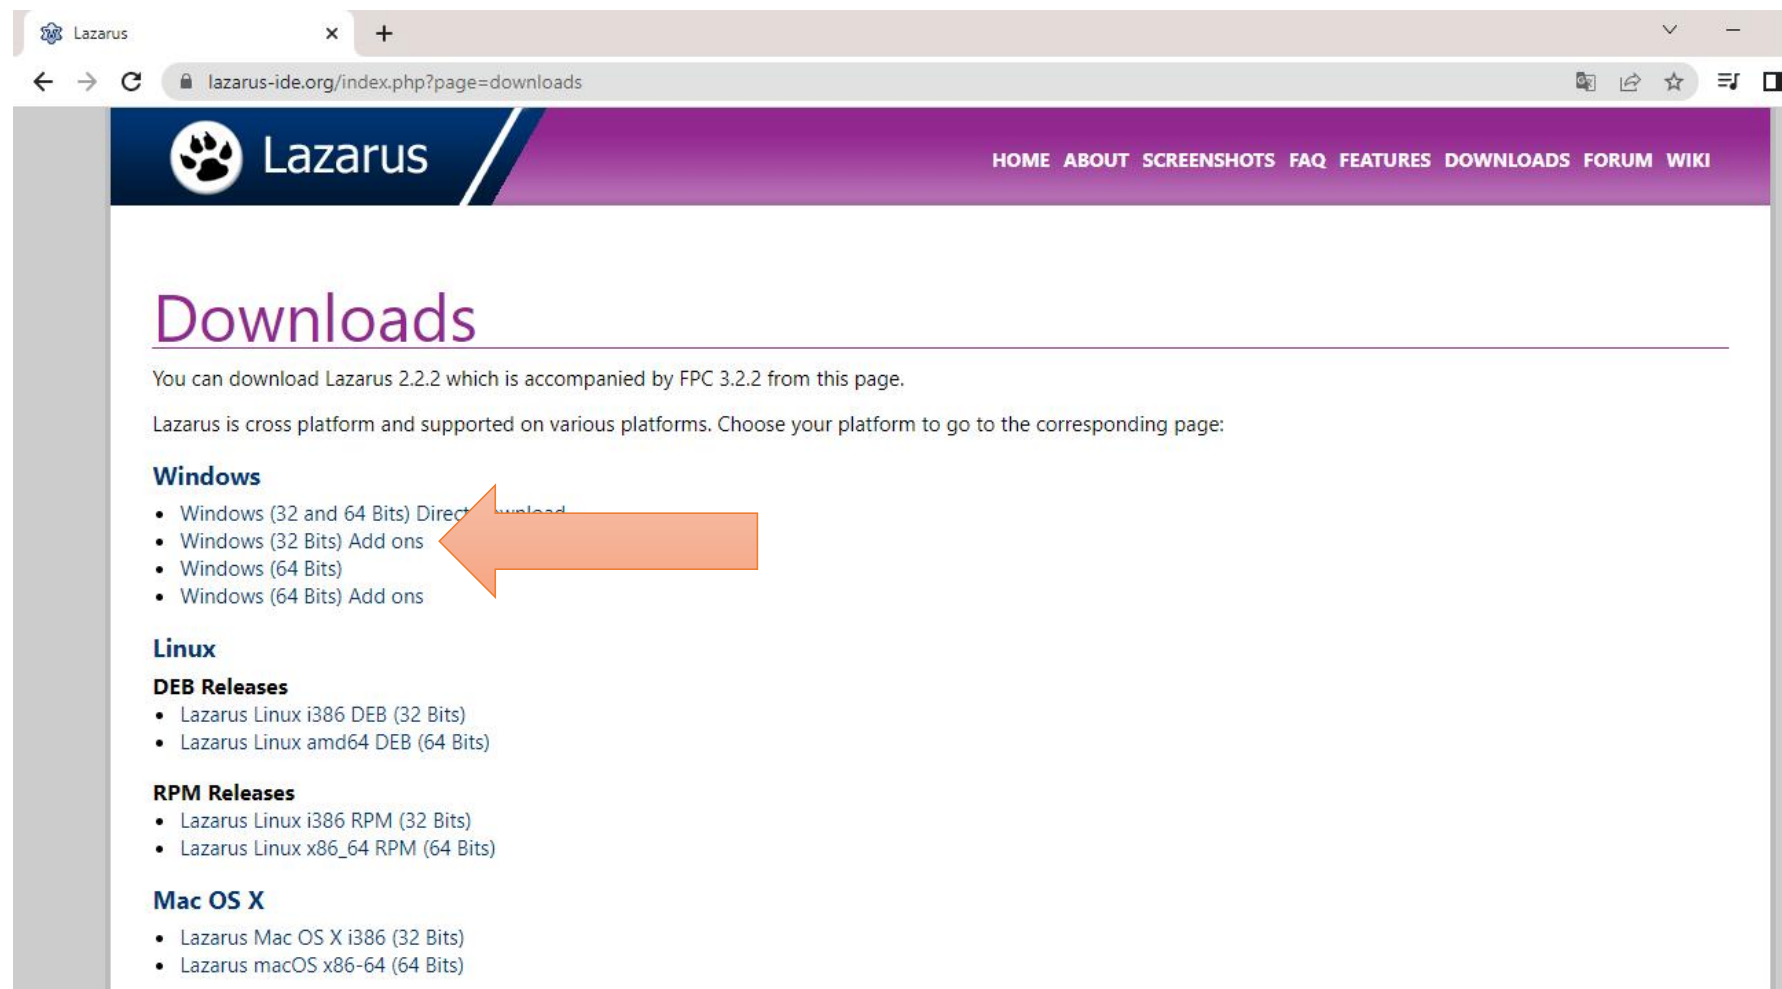 Lazarus
lazarus-ide.org/index.php?page=downloads
Lazarus
HOME ABOUT SCREENSHOTS FAQ FEATURES DOWNLOADS FORUM WIKI
Downloads
You can download Lazarus 2.2.2 which is accompanied by FPC 3.2.2 from this page.
Lazarus is cross platform and supported on various platforms. Choose your platform to go to the corresponding page:
Windows
• Windows (32 and 64 Bits) Direct
• Windows (32 Bits) Add ons
• Windows (64 Bits)
• Windows (64 Bits) Add ons
Linux
DEB Releases
• Lazarus Linux i386 DEB (32 Bits)
• Lazarus Linux amd64 DEB (64 Bits)
RPM Releases
• Lazarus Linux i386 RPM (32 Bits)
• Lazarus Linux x86_64 RPM (64 Bits)
Mac OS X
• Lazarus Mac OS X i386 (32 Bits)
• Lazarus macOS x86-64 (64 Bits)